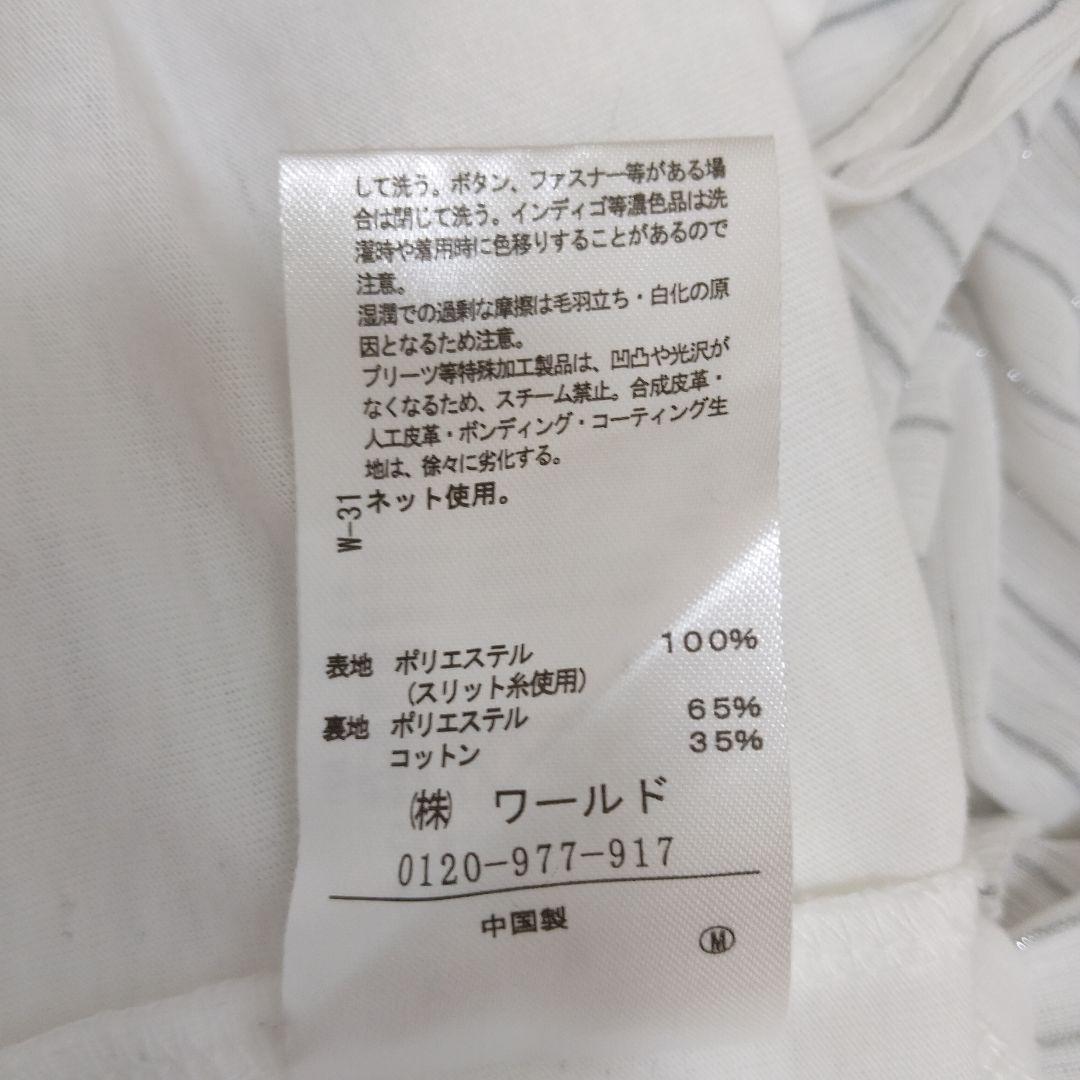 して洗う。ボタン、ファスナー等がある場
合は閉じて洗う。インディゴ等濃色品は洗
濯時や着用時に色移りすることがあるので
注意。
湿潤での過剰な摩擦は毛羽立ち・白化の原
因となるため注意。
プリーツ等特殊加工製品は、凹凸や光沢が
なくなるため、スチーム禁止。合成皮革・
人工皮革・ボンディング・コーティング生
地は、徐々に劣化する。
ネット使用。
W-31
表地 ポリエステル 100%
(スリット糸使用)
裏地 ポリエステル 65%
コットン 35%
㈱ ワールド
0120-977-917
中国製
Ⓜ